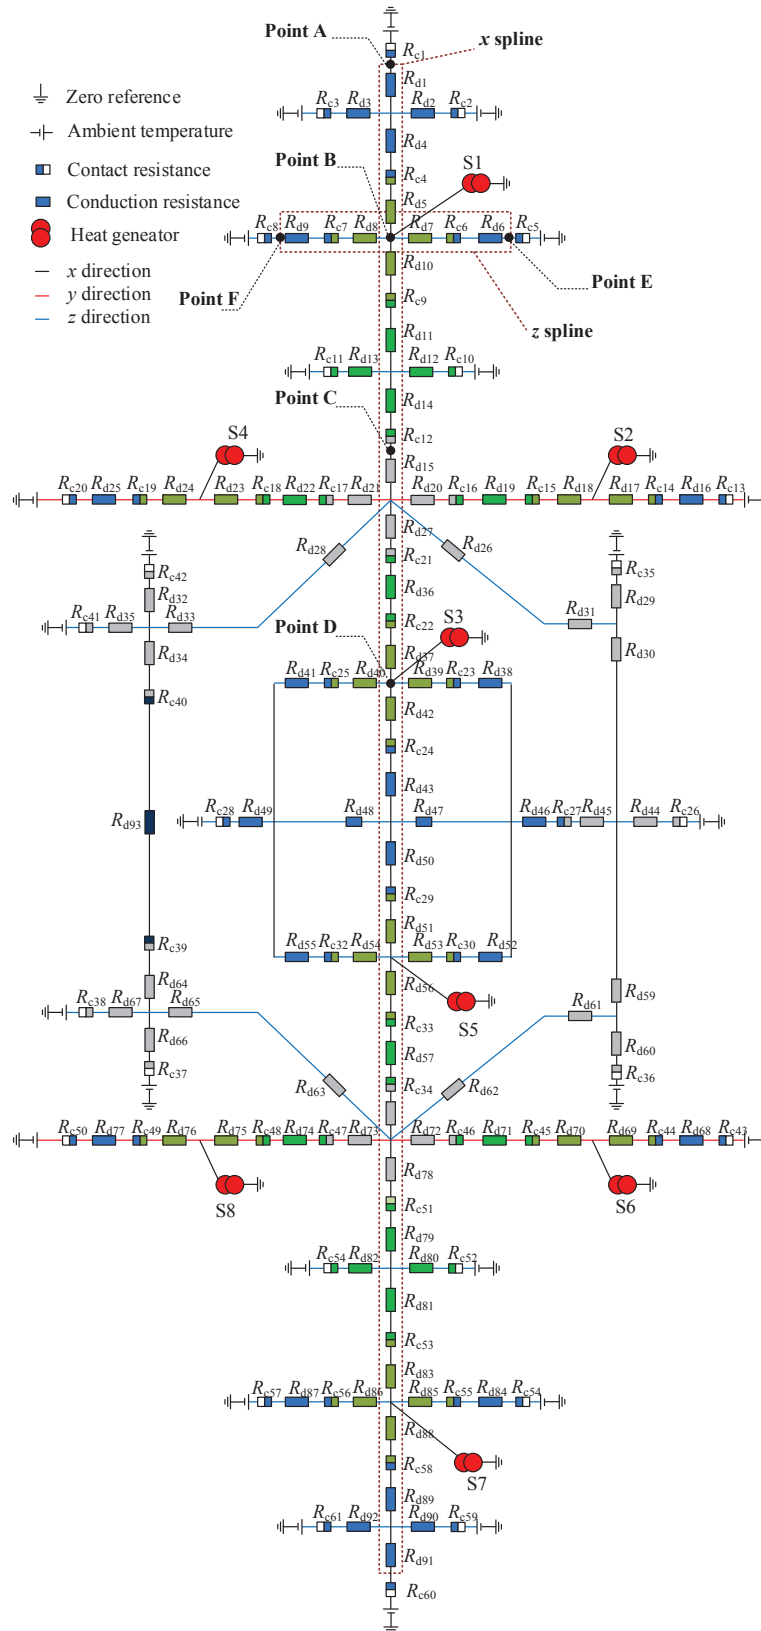 Point A
x spline
R_c1
R_d1
Zero reference
R_c3 R_d3 R_d2 R_c2
Ambient temperature
R_d4
Point B
S1
Contact resistance
R_c4
Conduction resistance
R_d5
Heat geneator
R_c8 R_d9 R_c7 R_d8 R_d7 R_c6 R_d6 R_c5
x direction
R_d10
Point F
Point E
y direction
R_c9
z direction
z spline
R_d11
R_c11 R_d13 R_d12 R_c10
Point C
R_d14
S4
R_c12
S2
R_d15
R_c20 R_d25 R_c19 R_d24 R_d23 R_c18 R_d22 R_c17 R_d21 R_d20 R_c16 R_d19 R_c15 R_d18 R_d17 R_c14 R_d16 R_c13
R_d27
R_d28 R_d26
R_c21
R_c42 R_c35
R_d32 R_d36 R_d29
R_c41 R_d35 R_d33 R_d31
R_c22
Point D
S3
R_d34 R_d37 R_d30
R_d41 R_c25 R_d40 R_d39 R_c23 R_d38
R_c40
R_d42
R_c24
R_d43
R_d93 R_c28 R_d49 R_d48 R_d47 R_d46 R_c27 R_d45 R_d44 R_c26
R_d50
R_c29
R_d51
R_c39
R_d55 R_c32 R_d54 R_d53 R_c30 R_d52
R_d64 R_d56 R_d59
R_c38 R_d67 R_d65 R_d61
S5
R_c33
R_d66 R_d57 R_d60
R_c37 R_c36
R_c34
R_d63 R_d62
R_c50 R_d77 R_c49 R_d76 R_d75 R_c48 R_d74 R_c47 R_d73 R_d72 R_c46 R_d71 R_c45 R_d70 R_d69 R_c44 R_d68 R_c43
R_d78
S8
S6
R_c51
R_d79
R_c54 R_d82 R_d80 R_c52
R_d81
R_c53
R_d83
R_c57 R_d87 R_c56 R_d86 R_d85 R_c55 R_d84 R_c54
R_d88
R_c58
S7
R_d89
R_c61 R_d92 R_d90 R_c59
R_d91
R_c60